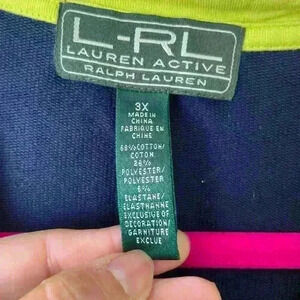 L-RL
LAUREN ACTIVE
RALPH LAUREN
3X
MADE IN
CHINA
FABRIQUE EN
CHINE
68%COTTON/
COTON
26%
POLYESTER/
POLYESTER
6%
ELASTANE/
ELASTHANNE
EXCLUSIVE OF
DECORATION/
GARNITURE
EXCLUE